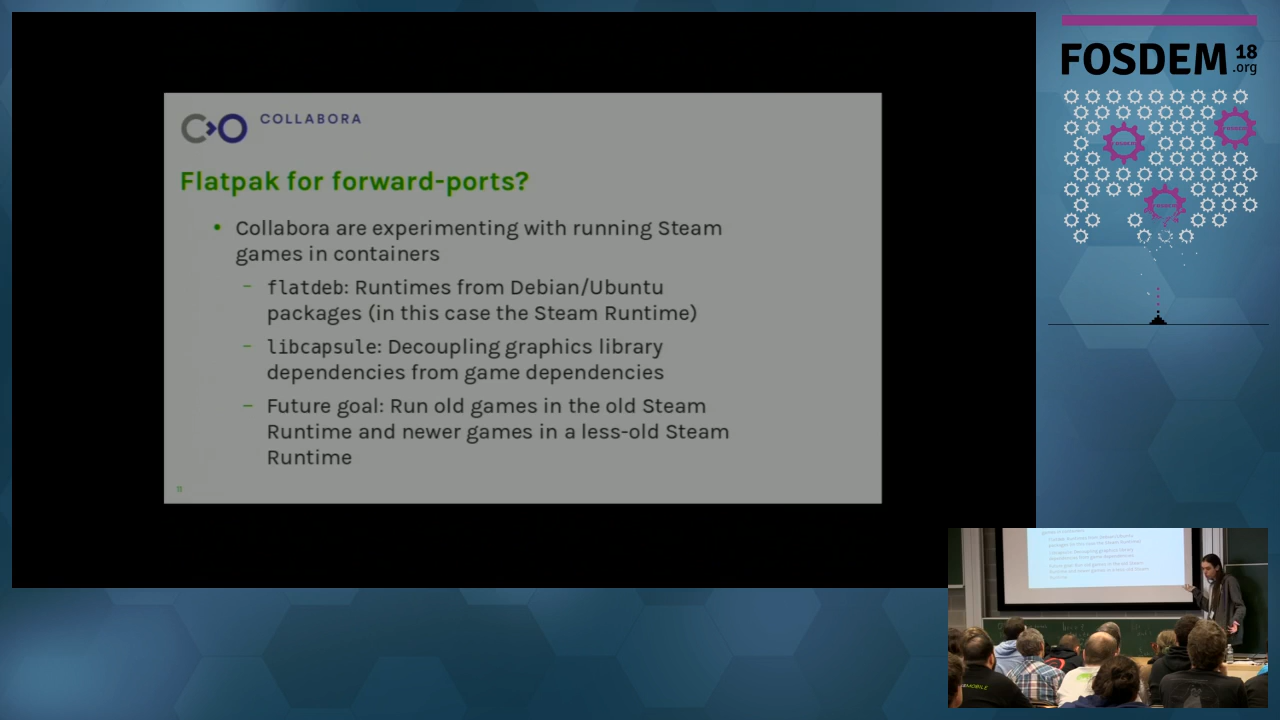 COLLABORA
Flatpak for forward-ports?
• Collabora are experimenting with running Steam
games in containers
– flatdeb: Runtimes from Debian/Ubuntu
packages (in this case the Steam Runtime)
– libcapsule: Decoupling graphics library
dependencies from game dependencies
– Future goal: Run old games in the old Steam
Runtime and newer games in a less-old Steam
Runtime
11
FOSDEM 18
.org